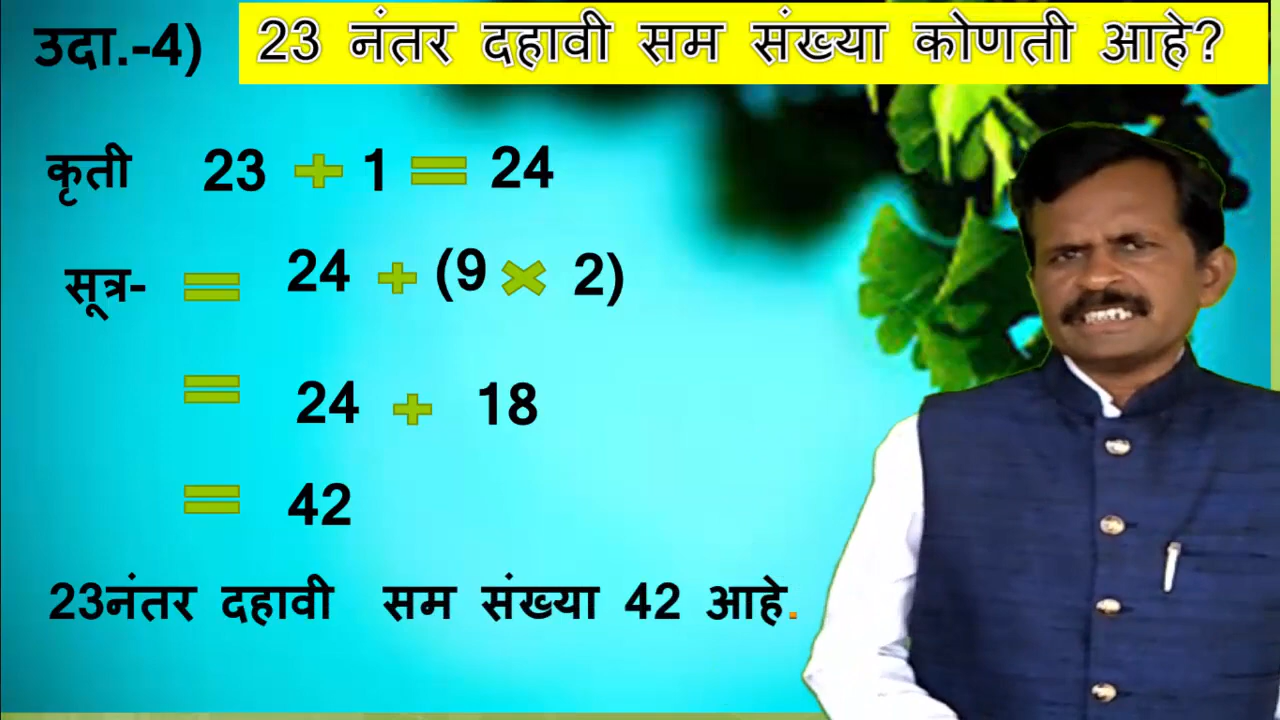 उदा.-4) 23 नंतर दहावी सम संख्या कोणती आहे?
कृती 23 + 1 = 24
सूत्र- = 24 + (9 × 2)
= 24 + 18
= 42
23नंतर दहावी सम संख्या 42 आहे.